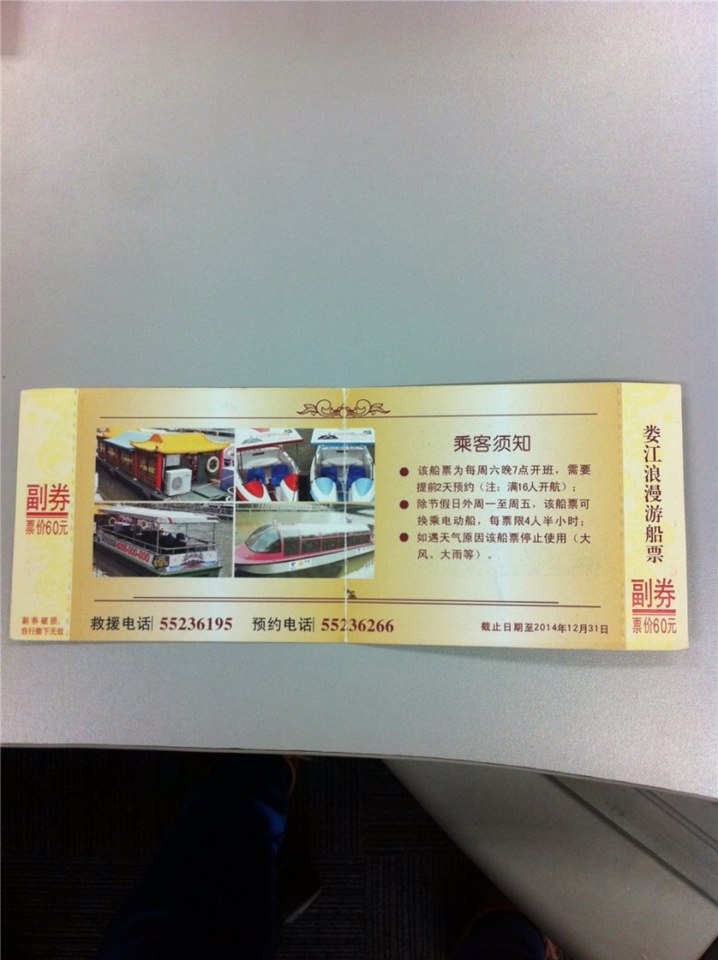 副券
票价60元
副券破损：
自行撕下无效：
乘客须知
该船票为每周六晚7点开班，需要
提前2天预约（注：满16人开航）；
除节假日外周一至周五，该船票可
换乘电动船，每票限4人半小时；
如遇天气原因该船票停止使用（大
风、大雨等）。
救援电话 55236195 预约电话 55236266
截止日期至2014年12月31日
娄江浪漫游船票
副券
票价60元